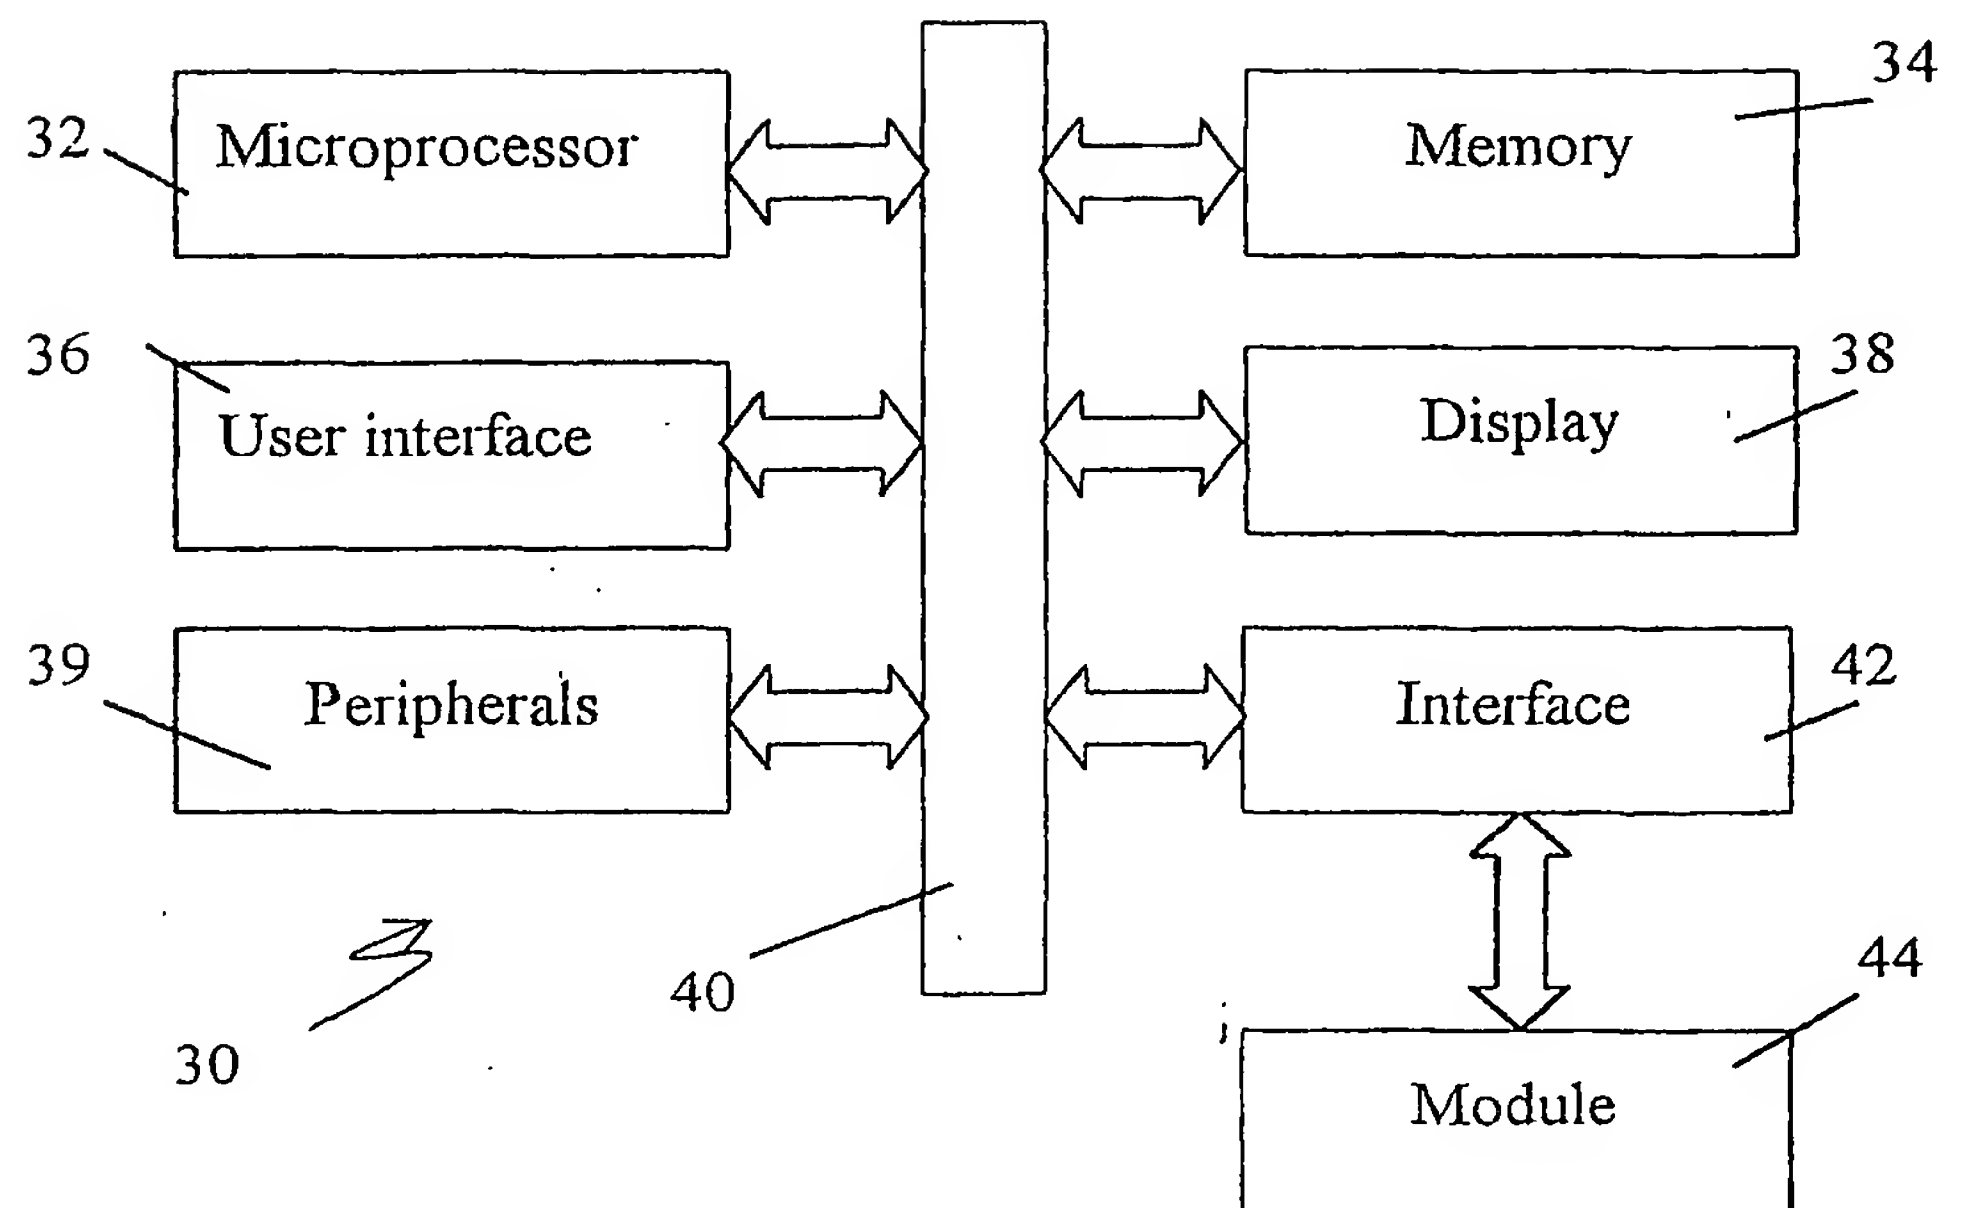 34
32
Microprocessor
Memory
36
User interface
38
Display
39
Peripherals
42
Interface
40
44
30
Module